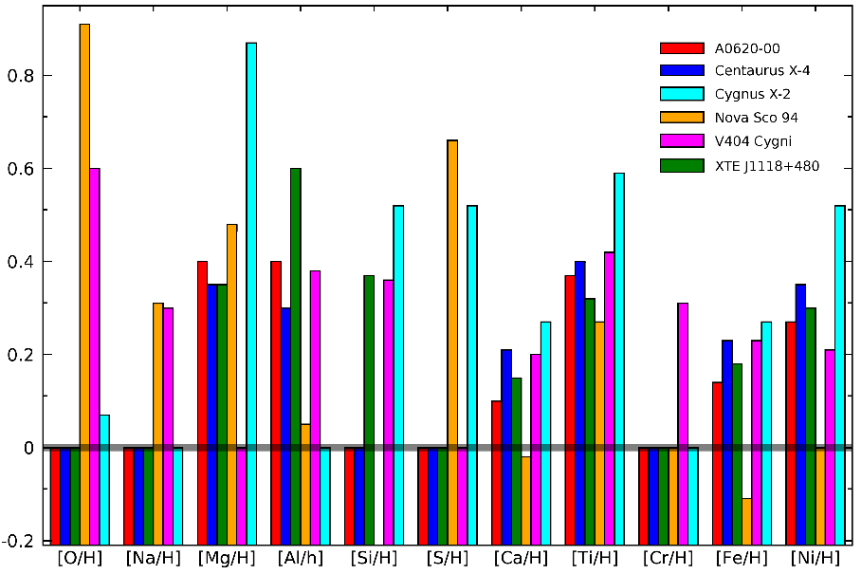 0.8
0.6
0.4
0.2
0
-0.2
A0620-00
Centaurus X-4
Cygnus X-2
Nova Sco 94
V404 Cygni
XTE J1118+480
[O/H] [Na/H] [Mg/H] [Al/h] [Si/H] [S/H] [Ca/H] [Ti/H] [Cr/H] [Fe/H] [Ni/H]